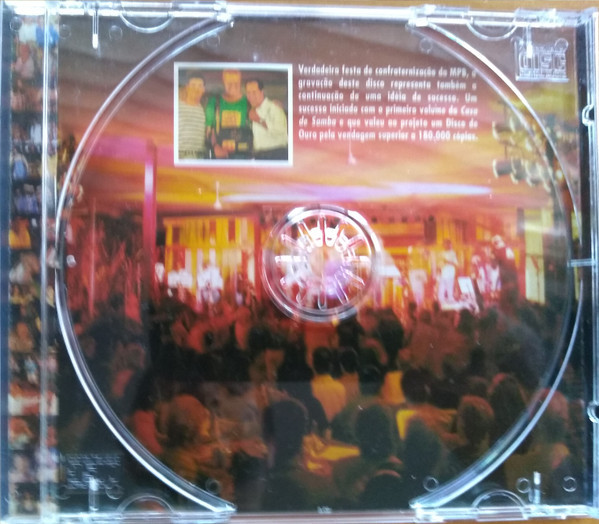 Verdadeira festa de confraternização da MPB, a
gravação deste disco representa também a
continuação de uma idéia de sucesso. Um
sucesso iniciado com o primeiro volume da Casa
de Samba e que valeu ao projeto um Disco de
Ouro pela vendagem superior a 180.000 cópias.